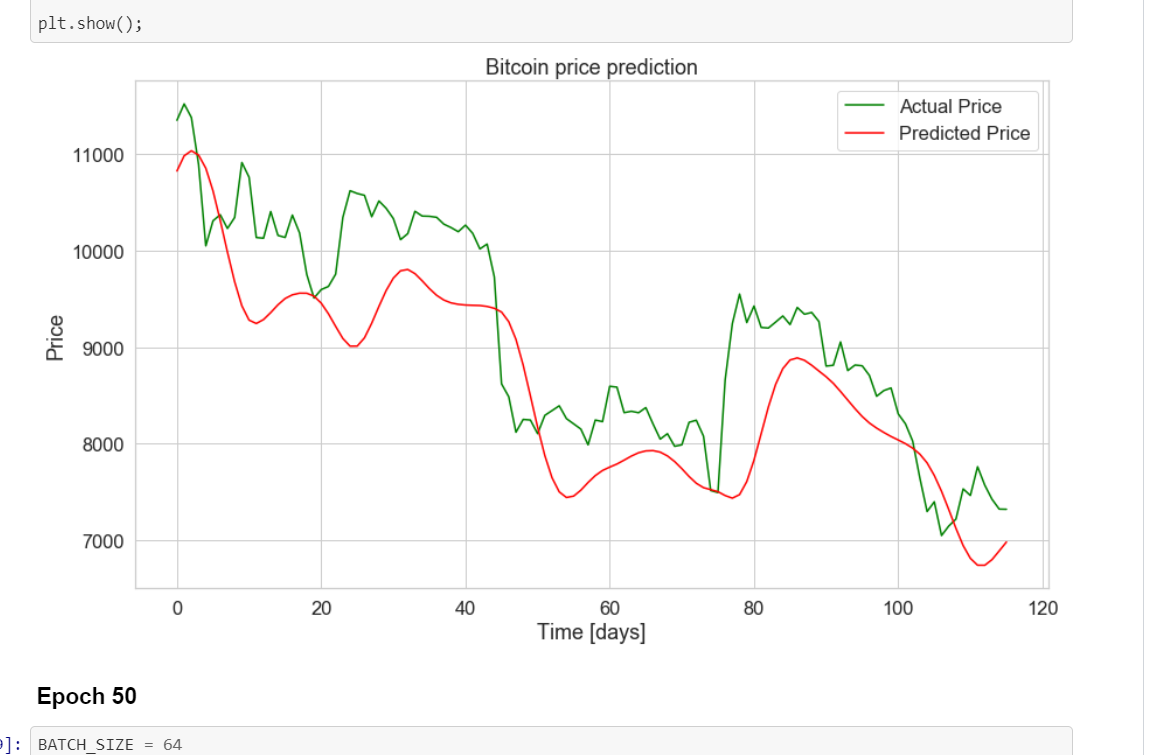 plt.show();
Bitcoin price prediction
Actual Price
Predicted Price
11000
10000
9000
8000
7000
Price
0 20 40 60 80 100 120
Time [days]
Epoch 50
]: BATCH_SIZE = 64